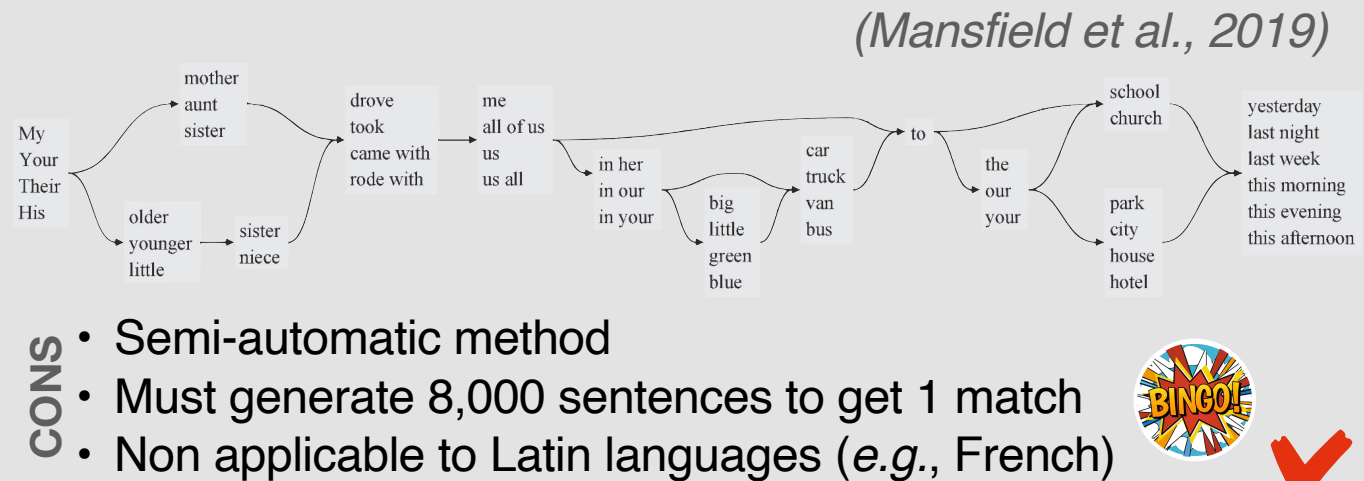 (Mansfield et al., 2019)
My
Your
Their
His
mother
aunt
sister
older
younger
little
sister
niece
drove
took
came with
rode with
me
all of us
us
us all
in her
in our
in your
big
little
green
blue
car
truck
van
bus
to
the
our
your
school
church
park
city
house
hotel
yesterday
last night
last week
this morning
this evening
this afternoon
CONS
• Semi-automatic method
• Must generate 8,000 sentences to get 1 match
• Non applicable to Latin languages (e.g., French)
BINGO!